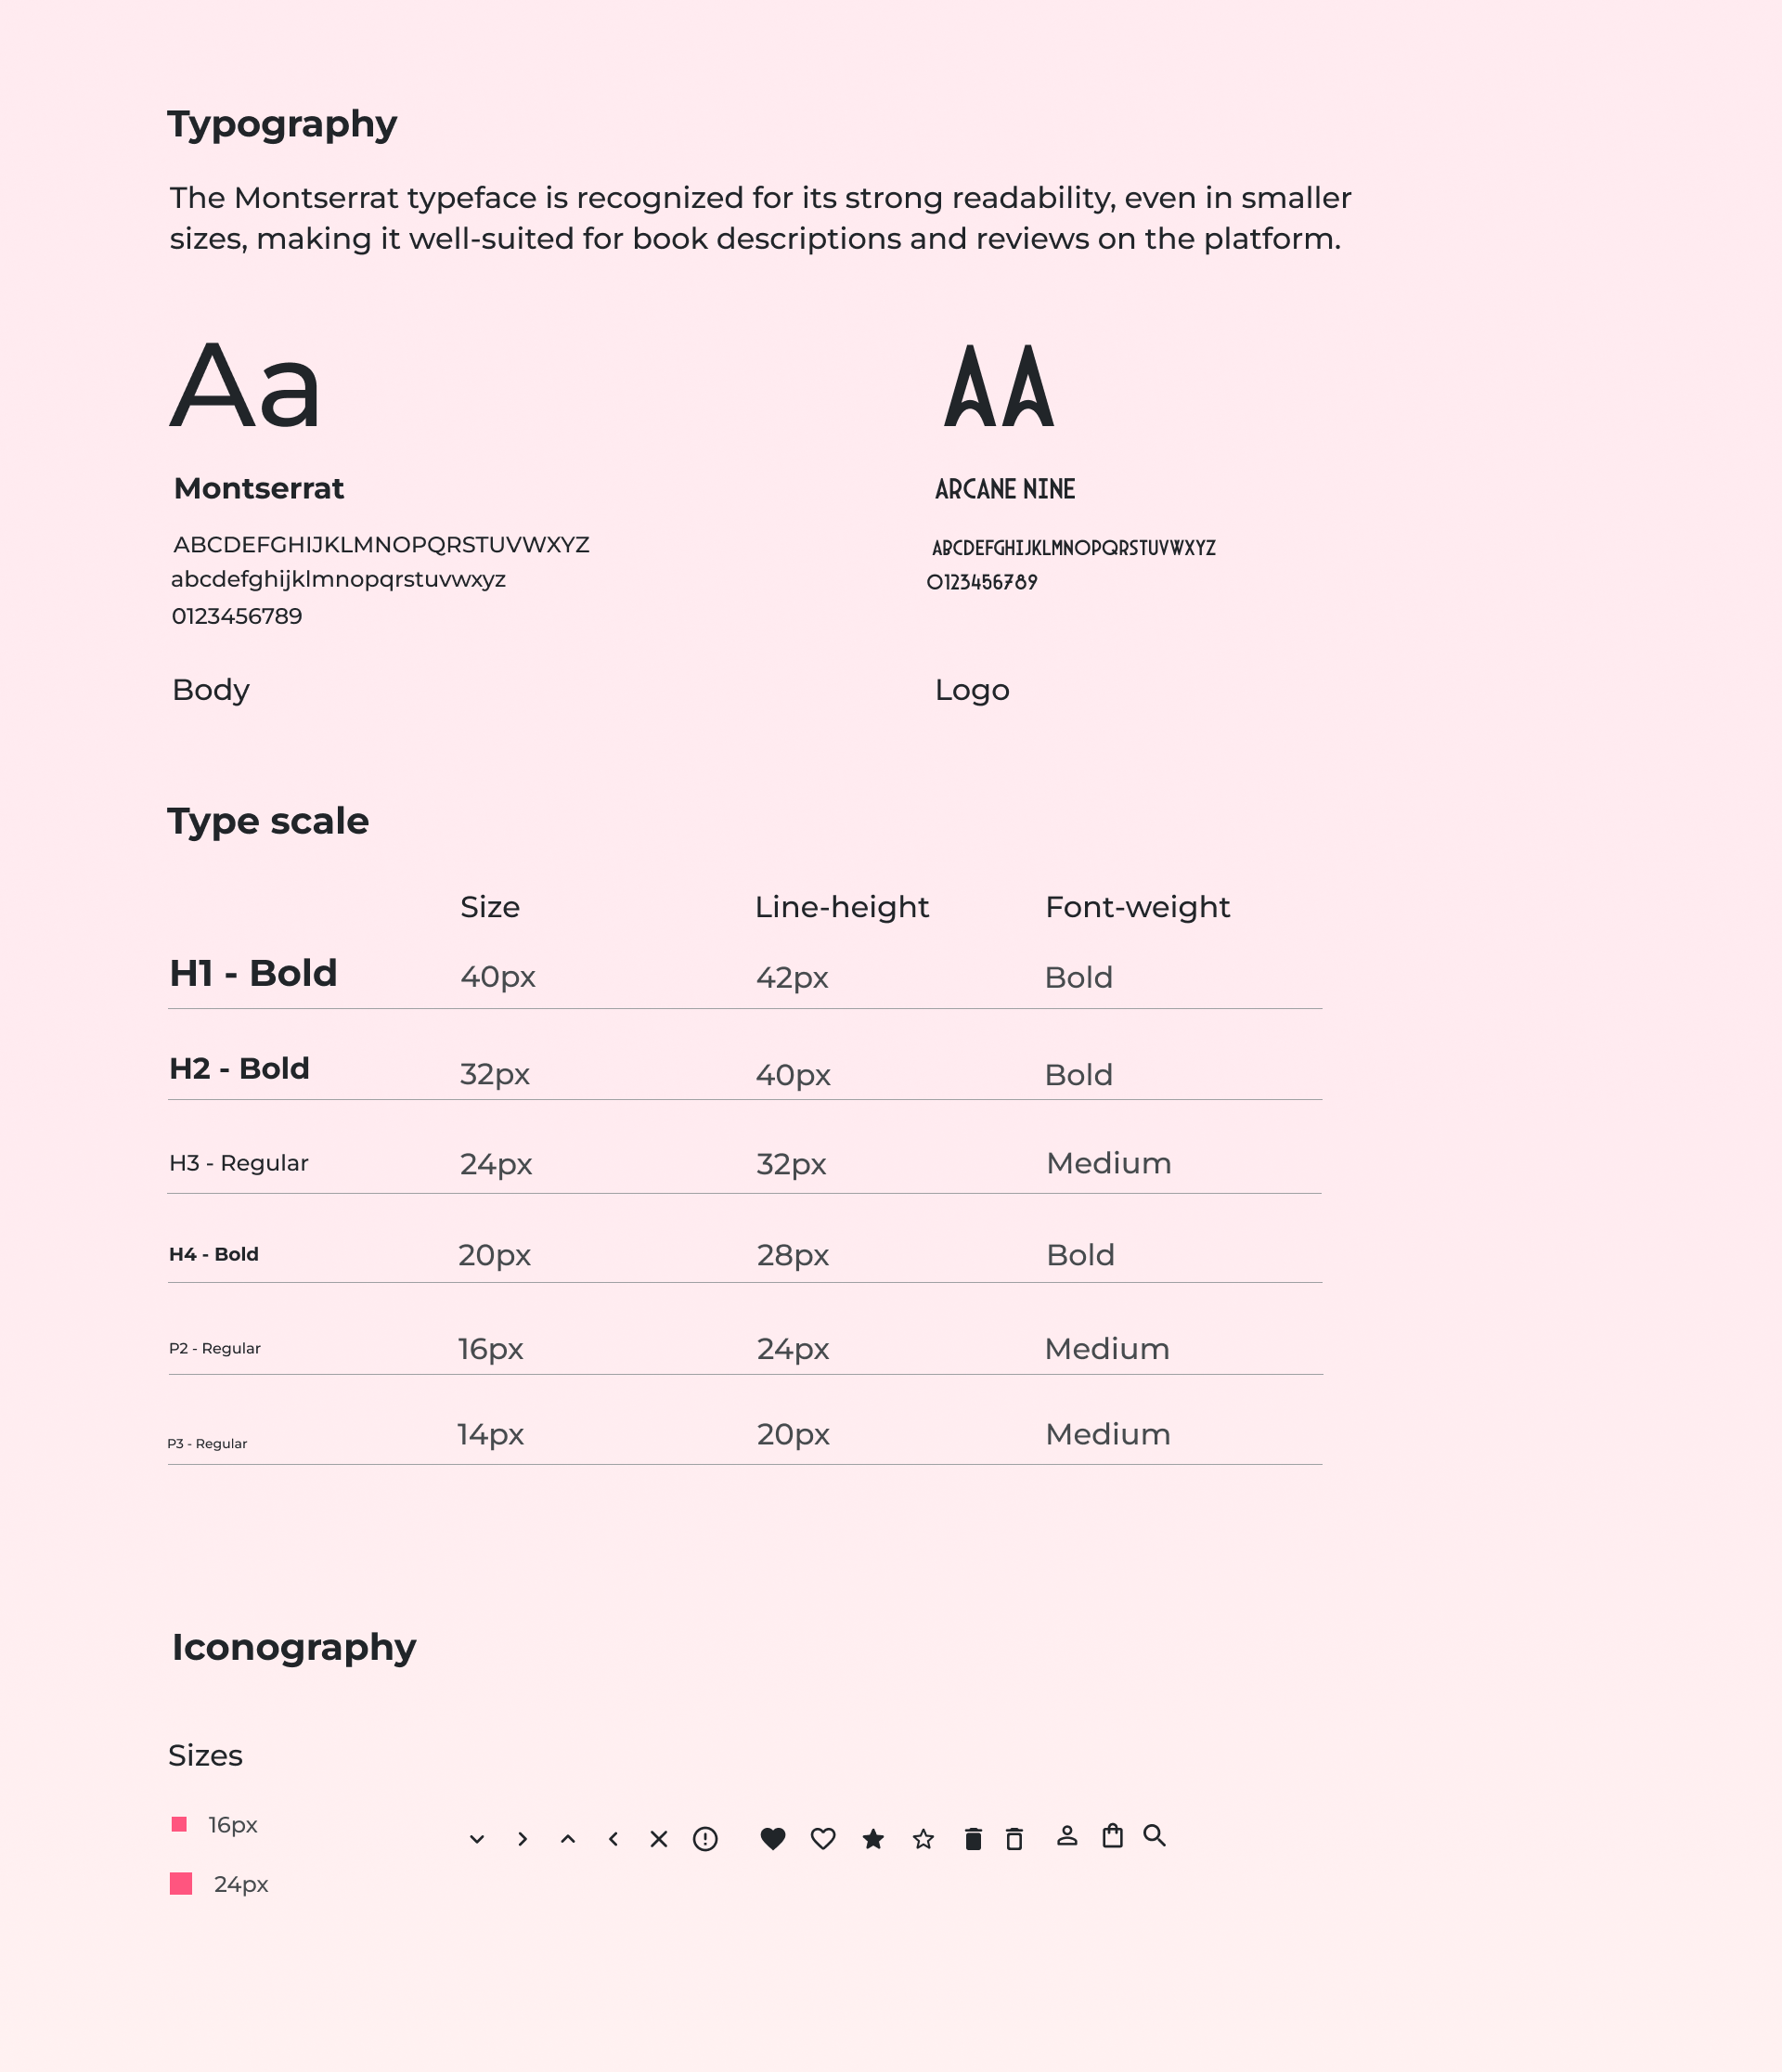 Typography
The Montserrat typeface is recognized for its strong readability, even in smaller
sizes, making it well-suited for book descriptions and reviews on the platform.
Aa
AA
Montserrat
ARCANE NINE
ABCDEFGHIJKLMNOPQRSTUVWXYZ
abcdefghijklmnopqrstuvwxyz
0123456789
ABCDEFGHIJKLMNOPQRSTUVWXYZ
0123456789
Body
Logo
Type scale
Size Line-height Font-weight
H1 - Bold 40px 42px Bold
H2 - Bold 32px 40px Bold
H3 - Regular 24px 32px Medium
H4 - Bold 20px 28px Bold
P2 - Regular 16px 24px Medium
P3 - Regular 14px 20px Medium
Iconography
Sizes
16px
24px